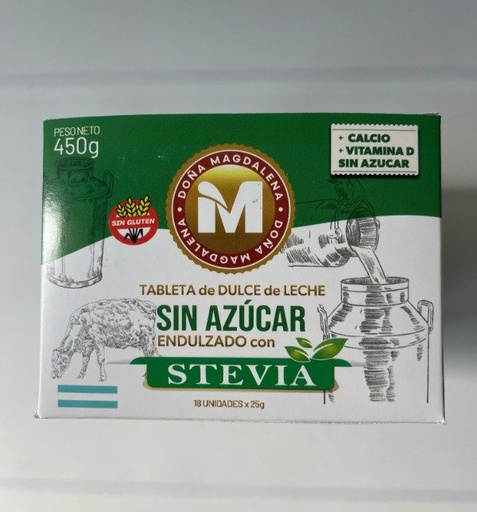 PESO NETO
450g
+ CALCIO
+ VITAMINA D
SIN AZUCAR
DOÑA MAGDALENA • DOÑA MAGDALENA •
M
SIN GLUTEN
TABLETA de DULCE de LECHE
SIN AZÚCAR
ENDULZADO con
STEVIA
18 UNIDADES x 25g